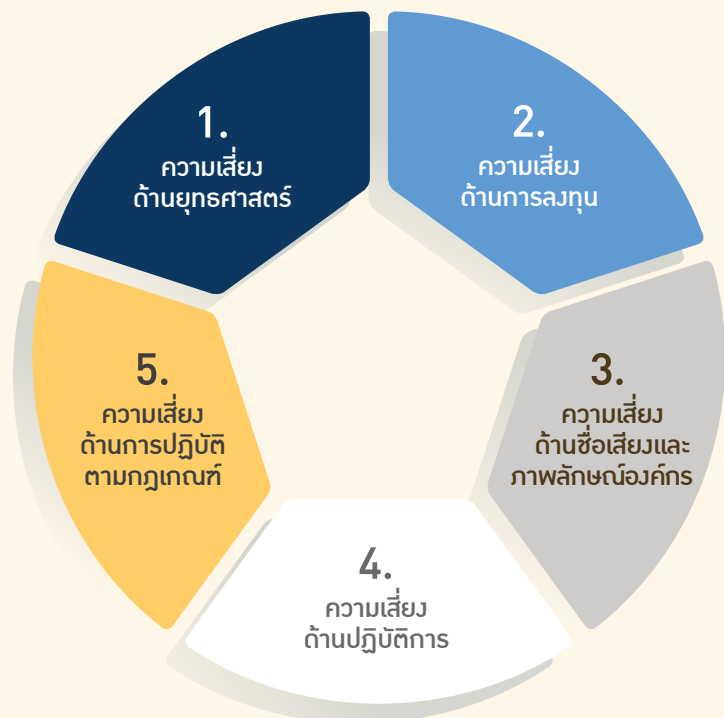 1.
ความเสี่ยง
ด้านยุทธศาสตร์
2.
ความเสี่ยง
ด้านการลงทุน
3.
ความเสี่ยง
ด้านชื่อเสียงและ
ภาพลักษณ์องค์กร
4.
ความเสี่ยง
ด้านปฏิบัติการ
5.
ความเสี่ยง
ด้านการปฏิบัติ
ตามกฎเกณฑ์